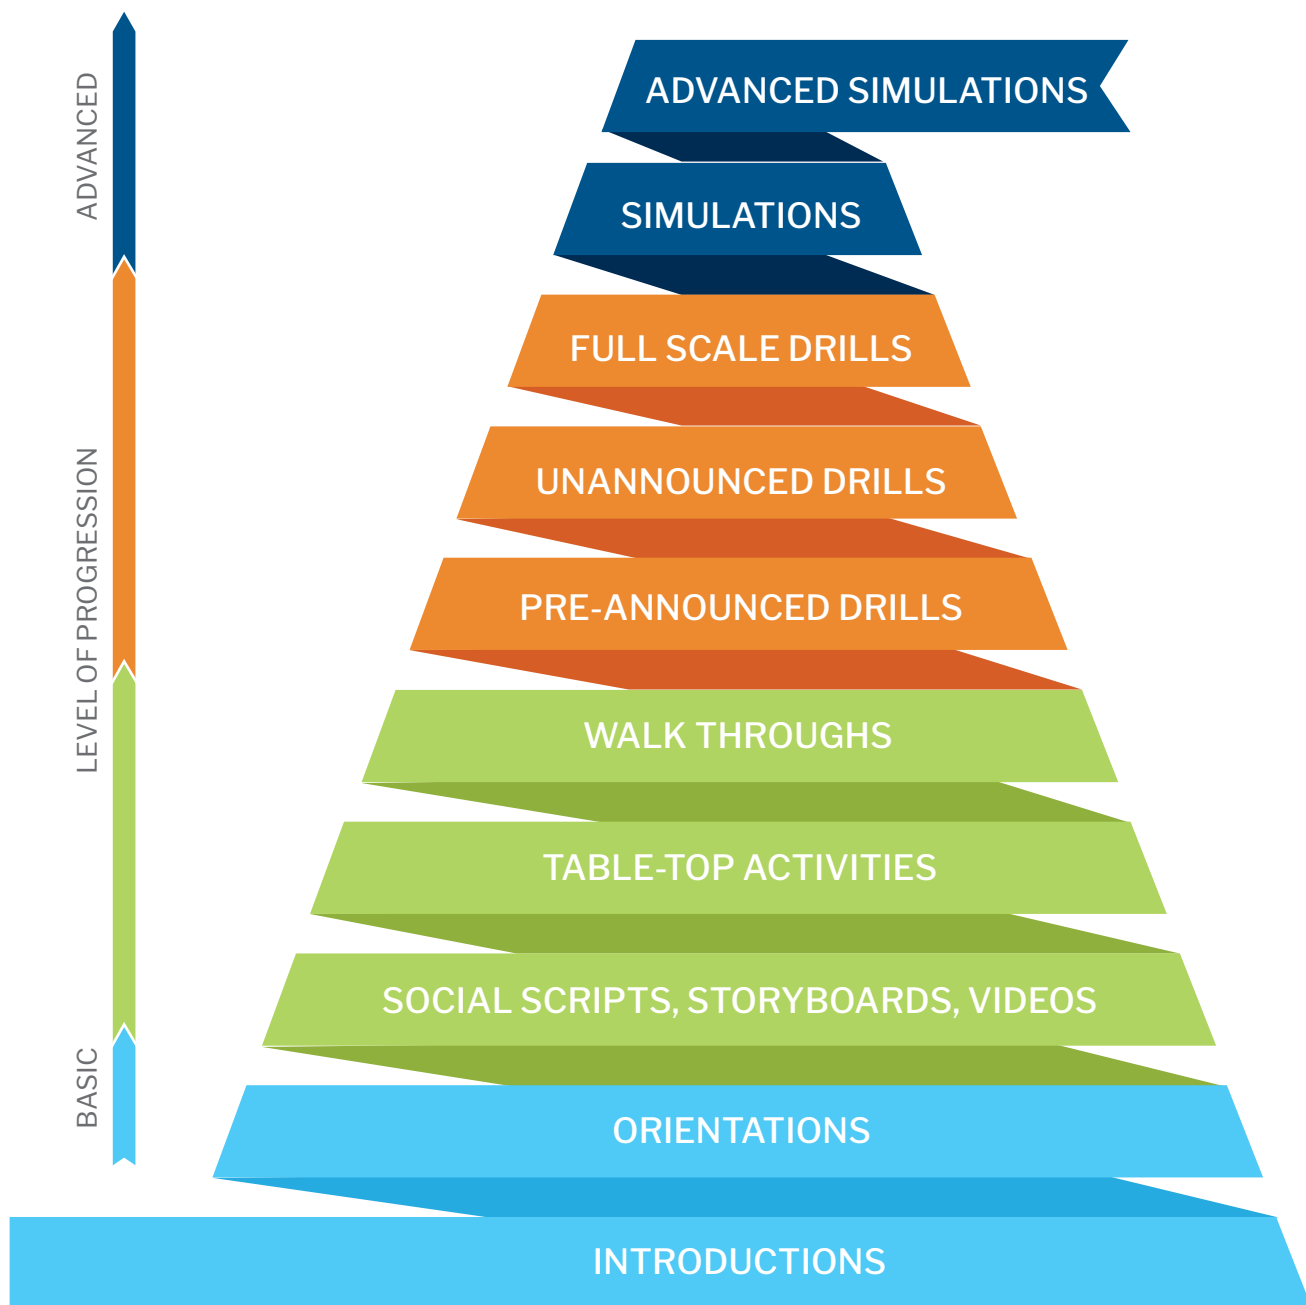 ADVANCED
LEVEL OF PROGRESSION
BASIC
ADVANCED SIMULATIONS
SIMULATIONS
FULL SCALE DRILLS
UNANNOUNCED DRILLS
PRE-ANNOUNCED DRILLS
WALK THROUGHS
TABLE-TOP ACTIVITIES
SOCIAL SCRIPTS, STORYBOARDS, VIDEOS
ORIENTATIONS
INTRODUCTIONS